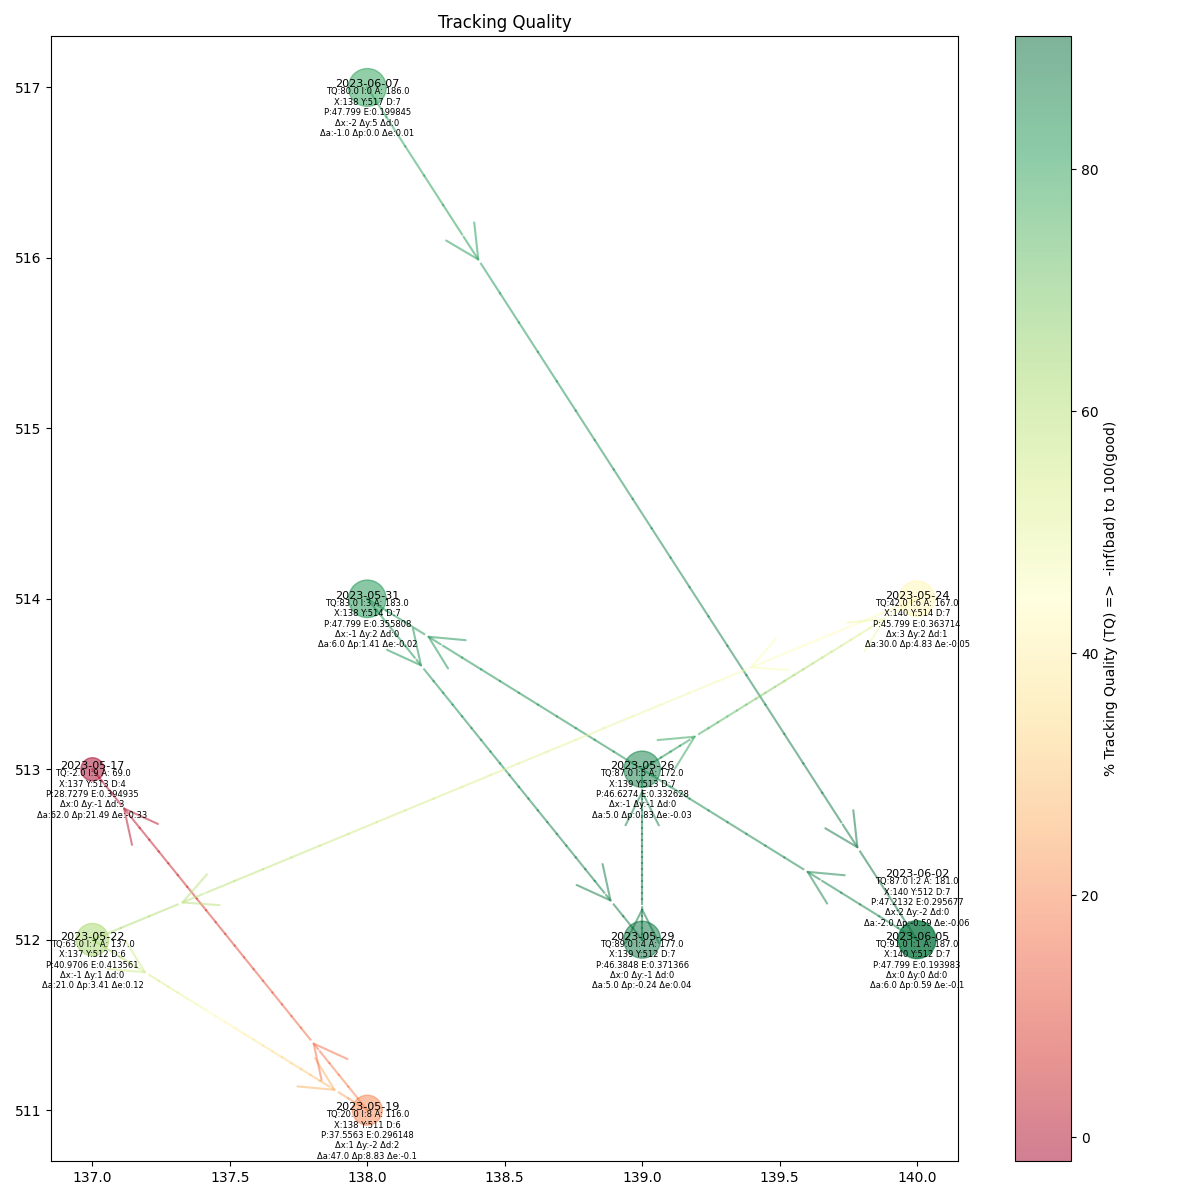 Tracking Quality
517
516
515
514
513
512
511
2023-06-07
TQ:80.0 I:0 A: 186.0
X:138 Y:517 D:7
P:47.799 E:0.199845
Δx:-2 Δy:5 Δd:0
Δa:-1.0 Δp:0.0 Δe:0.01
2023-05-31
TQ:83.0 I:3 A: 183.0
X:138 Y:514 D:7
P:47.799 E:0.355808
Δx:-1 Δy:2 Δd:0
Δa:6.0 Δp:1.41 Δe:-0.02
2023-05-24
TQ:42.0 I:6 A: 167.0
X:140 Y:514 D:7
P:45.799 E:0.363714
Δx:3 Δy:2 Δd:1
Δa:30.0 Δp:4.83 Δe:-0.05
2023-05-17
TQ:-2.0 I:9 A: 69.0
X:137 Y:513 D:4
P:28.7279 E:0.394935
Δx:0 Δy:-1 Δd:3
Δa:62.0 Δp:21.49 Δe:-0.33
2023-05-26
TQ:87.0 I:5 A: 172.0
X:139 Y:513 D:7
P:46.6274 E:0.332628
Δx:-1 Δy:-1 Δd:0
Δa:5.0 Δp:0.83 Δe:-0.03
2023-06-02
TQ:87.0 I:2 A: 181.0
X:140 Y:512 D:7
P:47.2132 E:0.295677
Δx:2 Δy:-2 Δd:0
Δa:-2.0 Δp:-0.59 Δe:-0.06
2023-05-22
TQ:63.0 I:7 A: 137.0
X:137 Y:512 D:6
P:40.9706 E:0.413561
Δx:-1 Δy:1 Δd:0
Δa:21.0 Δp:3.41 Δe:0.12
2023-05-29
TQ:89.0 I:4 A: 177.0
X:139 Y:512 D:7
P:46.3848 E:0.371366
Δx:0 Δy:-1 Δd:0
Δa:5.0 Δp:-0.24 Δe:0.04
2023-06-05
TQ:91.0 I:1 A: 187.0
X:140 Y:512 D:7
P:47.799 E:0.193983
Δx:0 Δy:0 Δd:0
Δa:6.0 Δp:0.59 Δe:-0.1
2023-05-19
TQ:20.0 I:8 A: 116.0
X:138 Y:511 D:6
P:37.5563 E:0.296148
Δx:1 Δy:-2 Δd:2
Δa:47.0 Δp:8.83 Δe:-0.1
137.0 137.5 138.0 138.5 139.0 139.5 140.0
80
60
40
20
0
% Tracking Quality (TQ) => -inf(bad) to 100(good)